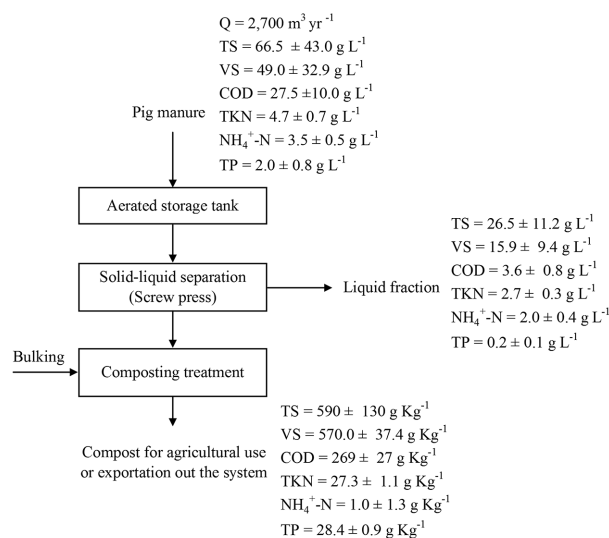 Q = 2,700 m³ yr⁻¹
TS = 66.5 ± 43.0 g L⁻¹
VS = 49.0 ± 32.9 g L⁻¹
COD = 27.5 ±10.0 g L⁻¹
TKN = 4.7 ± 0.7 g L⁻¹
NH₄⁺-N = 3.5 ± 0.5 g L⁻¹
TP = 2.0 ± 0.8 g L⁻¹
Pig manure
Aerated storage tank
Solid-liquid separation
(Screw press)
Liquid fraction
TS = 26.5 ± 11.2 g L⁻¹
VS = 15.9 ± 9.4 g L⁻¹
COD = 3.6 ± 0.8 g L⁻¹
TKN = 2.7 ± 0.3 g L⁻¹
NH₄⁺-N = 2.0 ± 0.4 g L⁻¹
TP = 0.2 ± 0.1 g L⁻¹
Bulking
Composting treatment
Compost for agricultural use
or exportation out the system
TS = 590 ± 130 g Kg⁻¹
VS = 570.0 ± 37.4 g Kg⁻¹
COD = 269 ± 27 g Kg⁻¹
TKN = 27.3 ± 1.1 g Kg⁻¹
NH₄⁺-N = 1.0 ± 1.3 g Kg⁻¹
TP = 28.4 ± 0.9 g Kg⁻¹